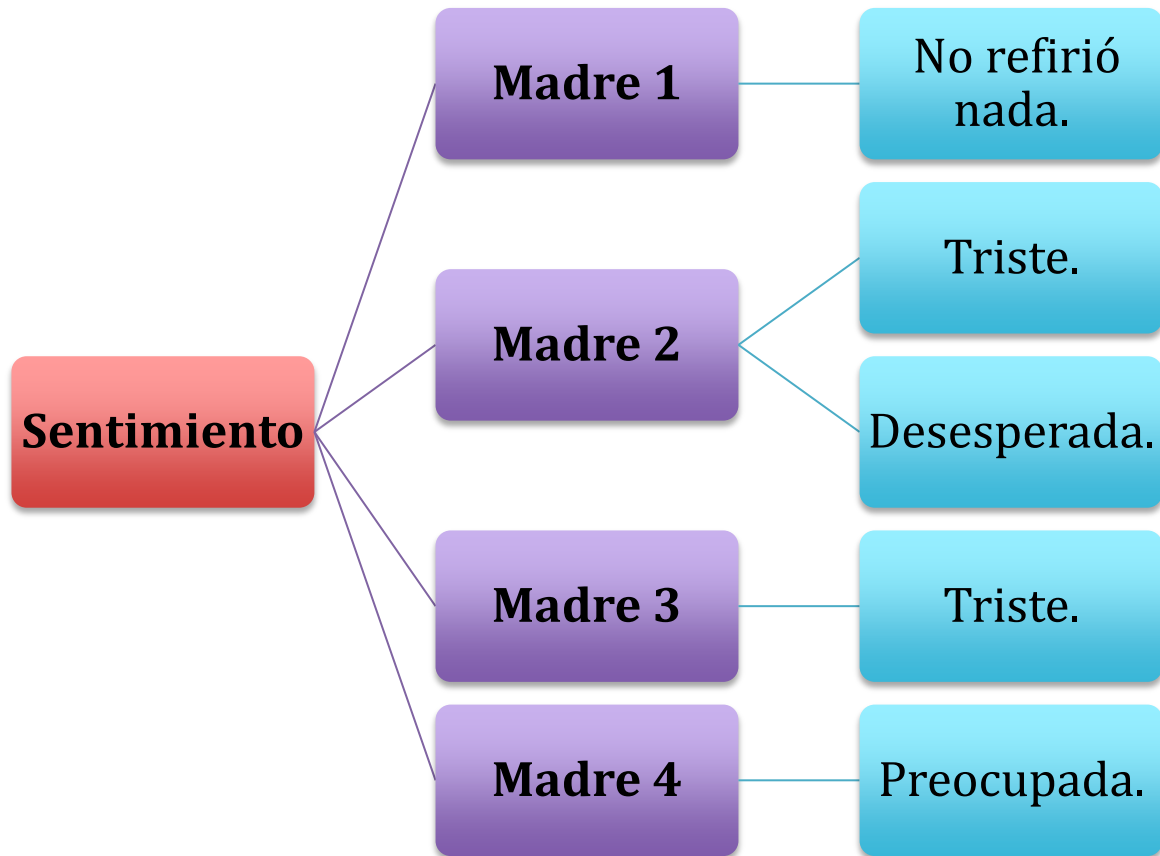 Sentimiento
Madre 1
No refirió
nada.
Madre 2
Triste.
Desesperada.
Madre 3
Triste.
Madre 4
Preocupada.